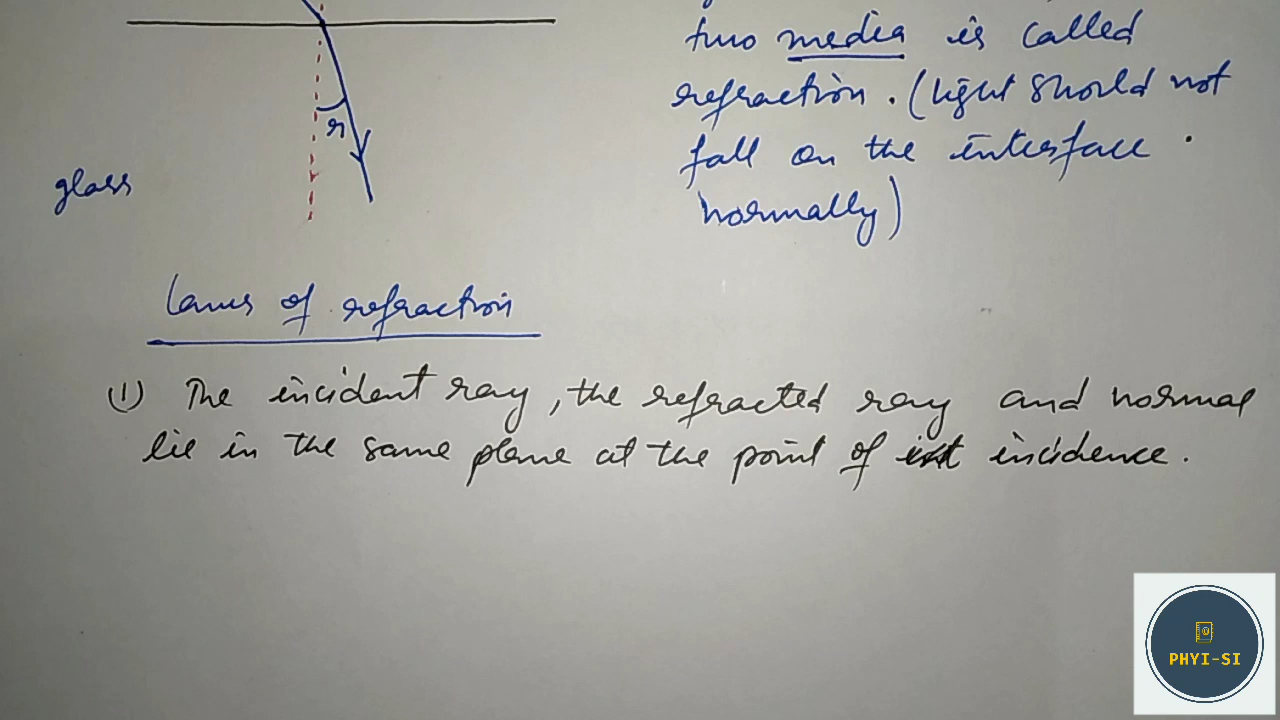 two media is called
refraction. (light should not
fall on the interface
normally)
r
glass
Laws of refraction
(1) The incident ray, the refracted ray and normal
lie in the same plane at the point of incidence.
PHYI-SI